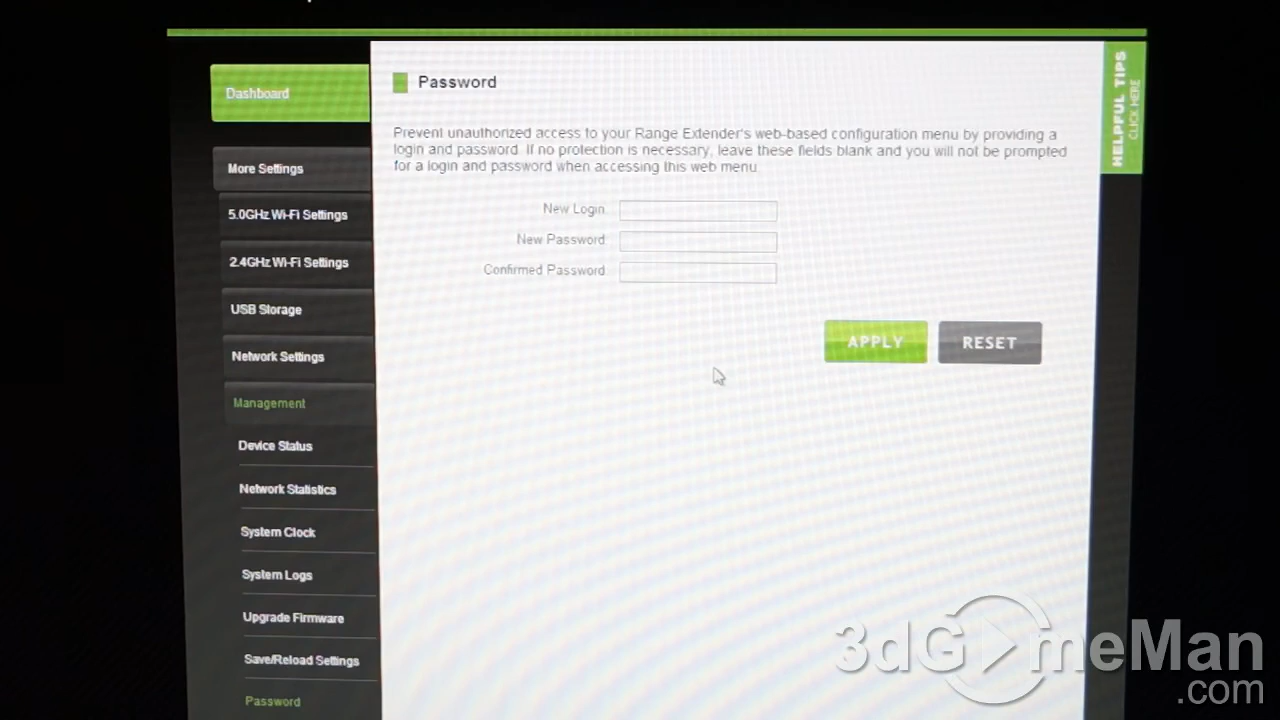 Password
Prevent unauthorized access to your Range Extender's web-based configuration menu by providing a
login and password. If no protection is necessary, leave these fields blank and you will not be prompted
for a login and password when accessing this web menu
New Login
New Password
Confirmed Password
APPLY
RESET
Dashboard
More Settings
5.0GHz Wi-Fi Settings
2.4GHz Wi-Fi Settings
USB Storage
Network Settings
Management
Device Status
Network Statistics
System Clock
System Logs
Upgrade Firmware
Save/Reload Settings
Password
HELPFUL TIPS
CLICK HERE
3dGameMan
.com